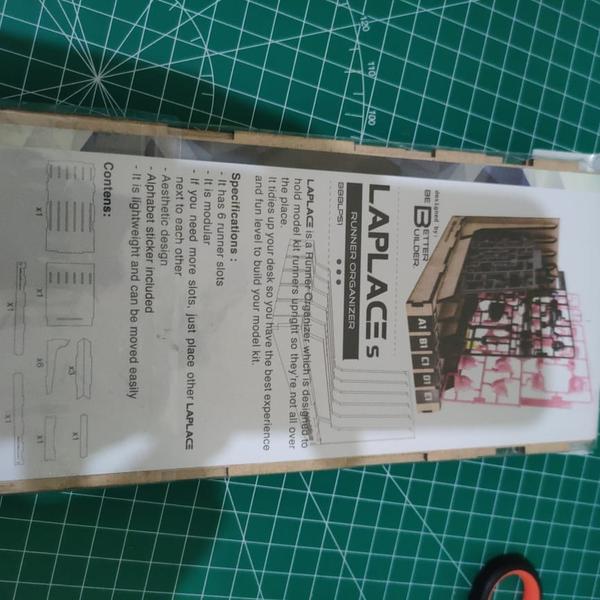 designed by :
BE BETTER
BUILDER
LAPLACEs
RUNNER ORGANIZER
BBBLPS1
A1 B1 C1 D1 E1
LAPLACE is a Runner Organizer which is designed to
hold model kit runners upright so they're not all over
the place.
It tidies up your desk so you have the best experience
and fun level to build your model kit.
Specifications :
- It has 6 runner slots
- It is modular
- If you need more slots, just place other LAPLACE
next to each other
- Aesthetic design
- Alphabet sticker included
- It is lightweight and can be moved easily
Contens:
x1
x1
x3
x1
x6
x1
x1
x1
120
110
100